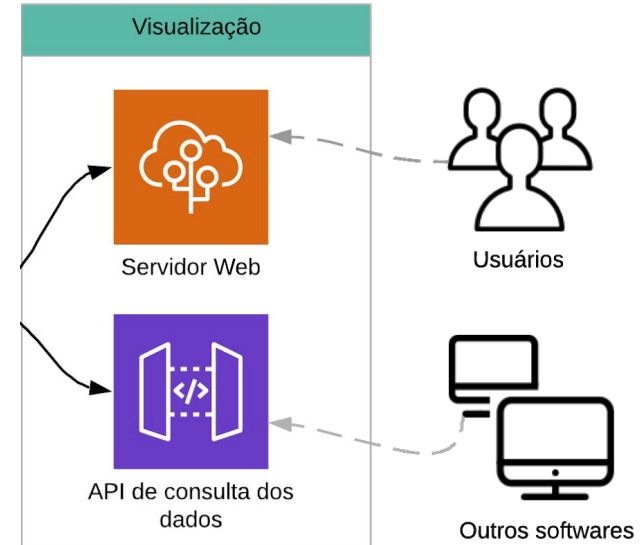 Visualização
Servidor Web
Usuários
</>
API de consulta dos
dados
Outros softwares